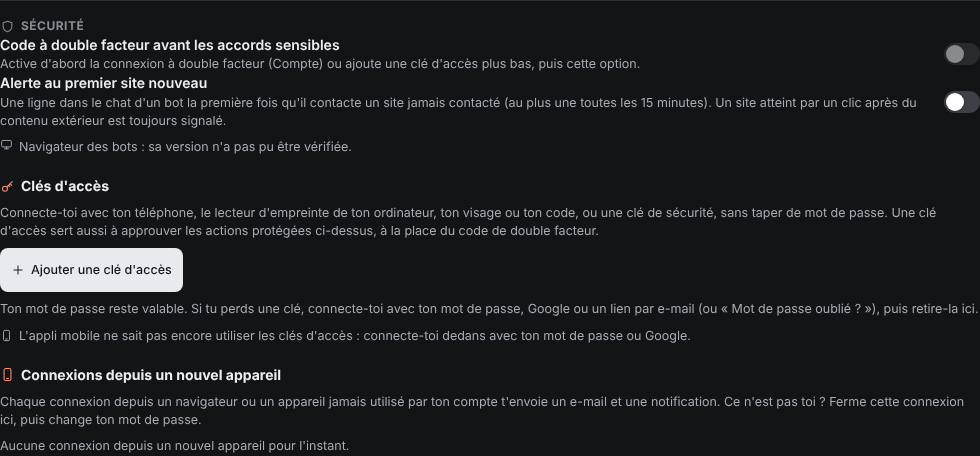 SÉCURITÉ
Code à double facteur avant les accords sensibles
Active d'abord la connexion à double facteur (Compte) ou ajoute une clé d'accès plus bas, puis cette option.
Alerte au premier site nouveau
Une ligne dans le chat d'un bot la première fois qu'il contacte un site jamais contacté (au plus une toutes les 15 minutes). Un site atteint par un clic après du
contenu extérieur est toujours signalé.
Navigateur des bots : sa version n'a pas pu être vérifiée.
Clés d'accès
Connecte-toi avec ton téléphone, le lecteur d'empreinte de ton ordinateur, ton visage ou ton code, ou une clé de sécurité, sans taper de mot de passe. Une clé
d'accès sert aussi à approuver les actions protégées ci-dessus, à la place du code de double facteur.
Ajouter une clé d'accès
Ton mot de passe reste valable. Si tu perds une clé, connecte-toi avec ton mot de passe, Google ou un lien par e-mail (ou « Mot de passe oublié ? »), puis retire-la ici.
L'appli mobile ne sait pas encore utiliser les clés d'accès : connecte-toi dedans avec ton mot de passe ou Google.
Connexions depuis un nouvel appareil
Chaque connexion depuis un navigateur ou un appareil jamais utilisé par ton compte t'envoie un e-mail et une notification. Ce n'est pas toi ? Ferme cette connexion
ici, puis change ton mot de passe.
Aucune connexion depuis un nouvel appareil pour l'instant.